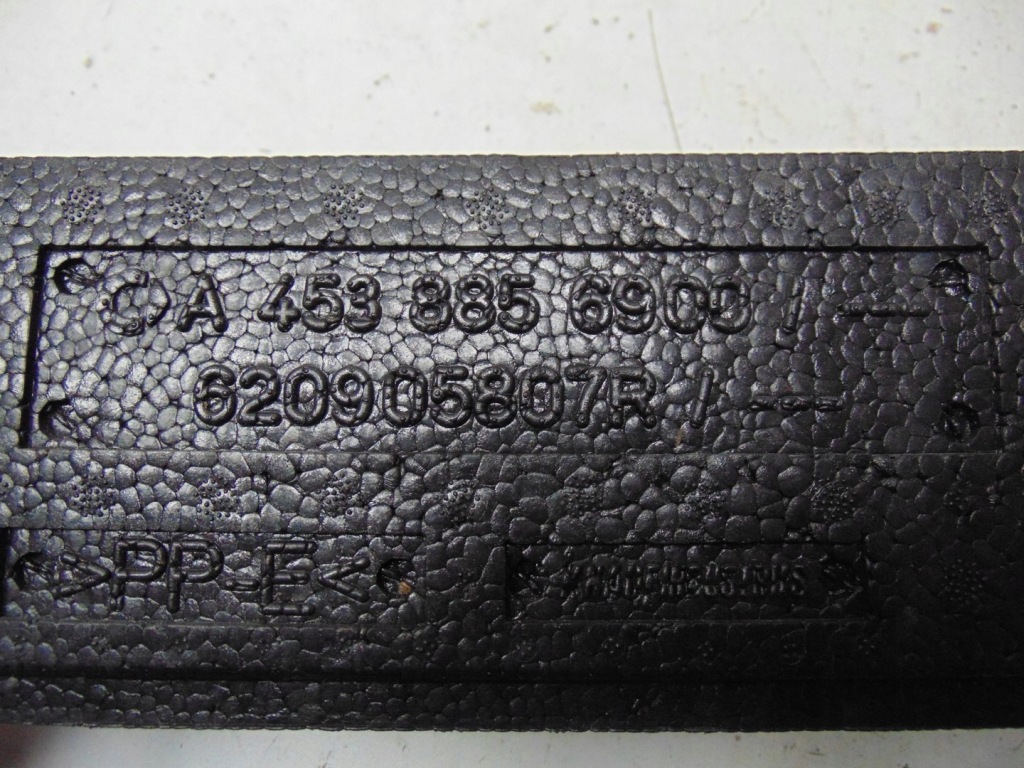 A 453 885 6900 / ---
620905807R / ---
>PP-E<